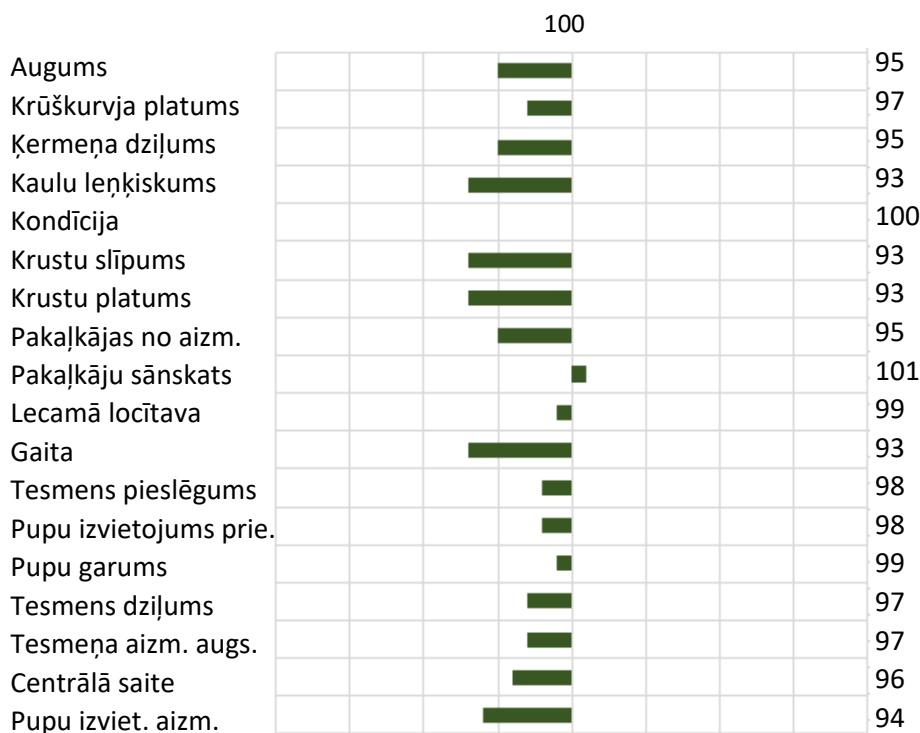 100
Augums 95
Krūškurvja platums 97
Ķermeņa dziļums 95
Kaulu leņķiskums 93
Kondīcija 100
Krustu slīpums 93
Krustu platums 93
Pakaļkājas no aizm. 95
Pakaļkāju sānskats 101
Lecamā locītava 99
Gaita 93
Tesmens pieslēgums 98
Pupu izvietojums prie. 98
Pupu garums 99
Tesmens dziļums 97
Tesmeņa aizm. augs. 97
Centrālā saite 96
Pupu izviet. aizm. 94